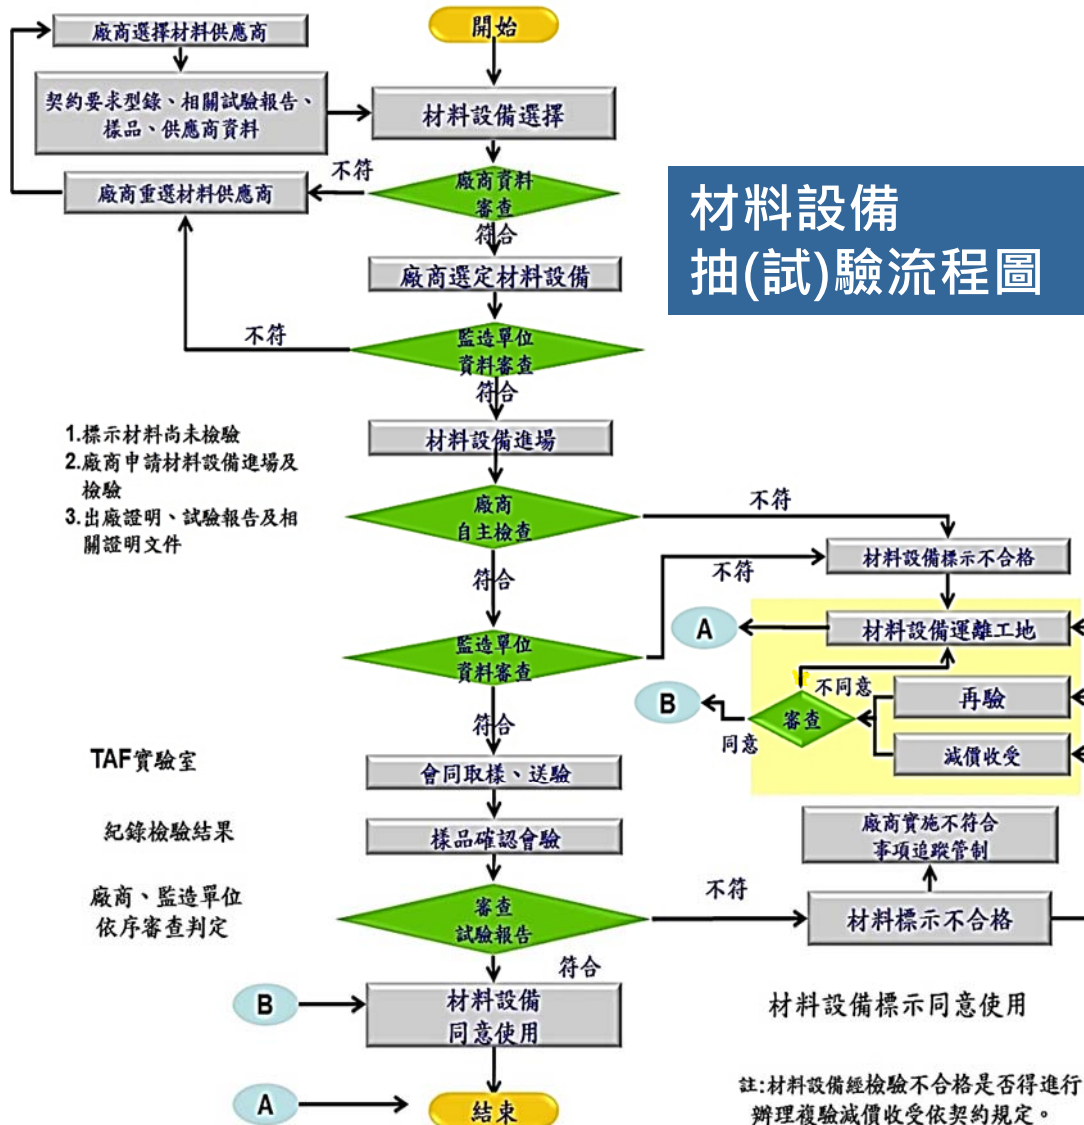 開始
廠商選擇材料供應商
契約要求型錄、相關試驗報告、
樣品、供應商資料
材料設備選擇
不符
廠商重選材料供應商
廠商資料
審查
符合
材料設備
抽(試)驗流程圖
廠商選定材料設備
不符
監造單位
資料審查
符合
材料設備進場
1.標示材料尚未檢驗
2.廠商申請材料設備進場及
檢驗
3.出廠證明、試驗報告及相
關證明文件
廠商
自主檢查
不符
符合
材料設備標示不合格
不符
A
材料設備運離工地
監造單位
資料審查
不同意
再驗
B
審查
同意
減價收受
符合
TAF實驗室
會同取樣、送驗
紀錄檢驗結果
樣品確認會驗
廠商實施不符合
事項追蹤管制
廠商、監造單位
依序審查判定
審查
試驗報告
不符
材料標示不合格
符合
B
材料設備
同意使用
材料設備標示同意使用
A
結束
註:材料設備經檢驗不合格是否得進行
辦理複驗減價收受依契約規定。